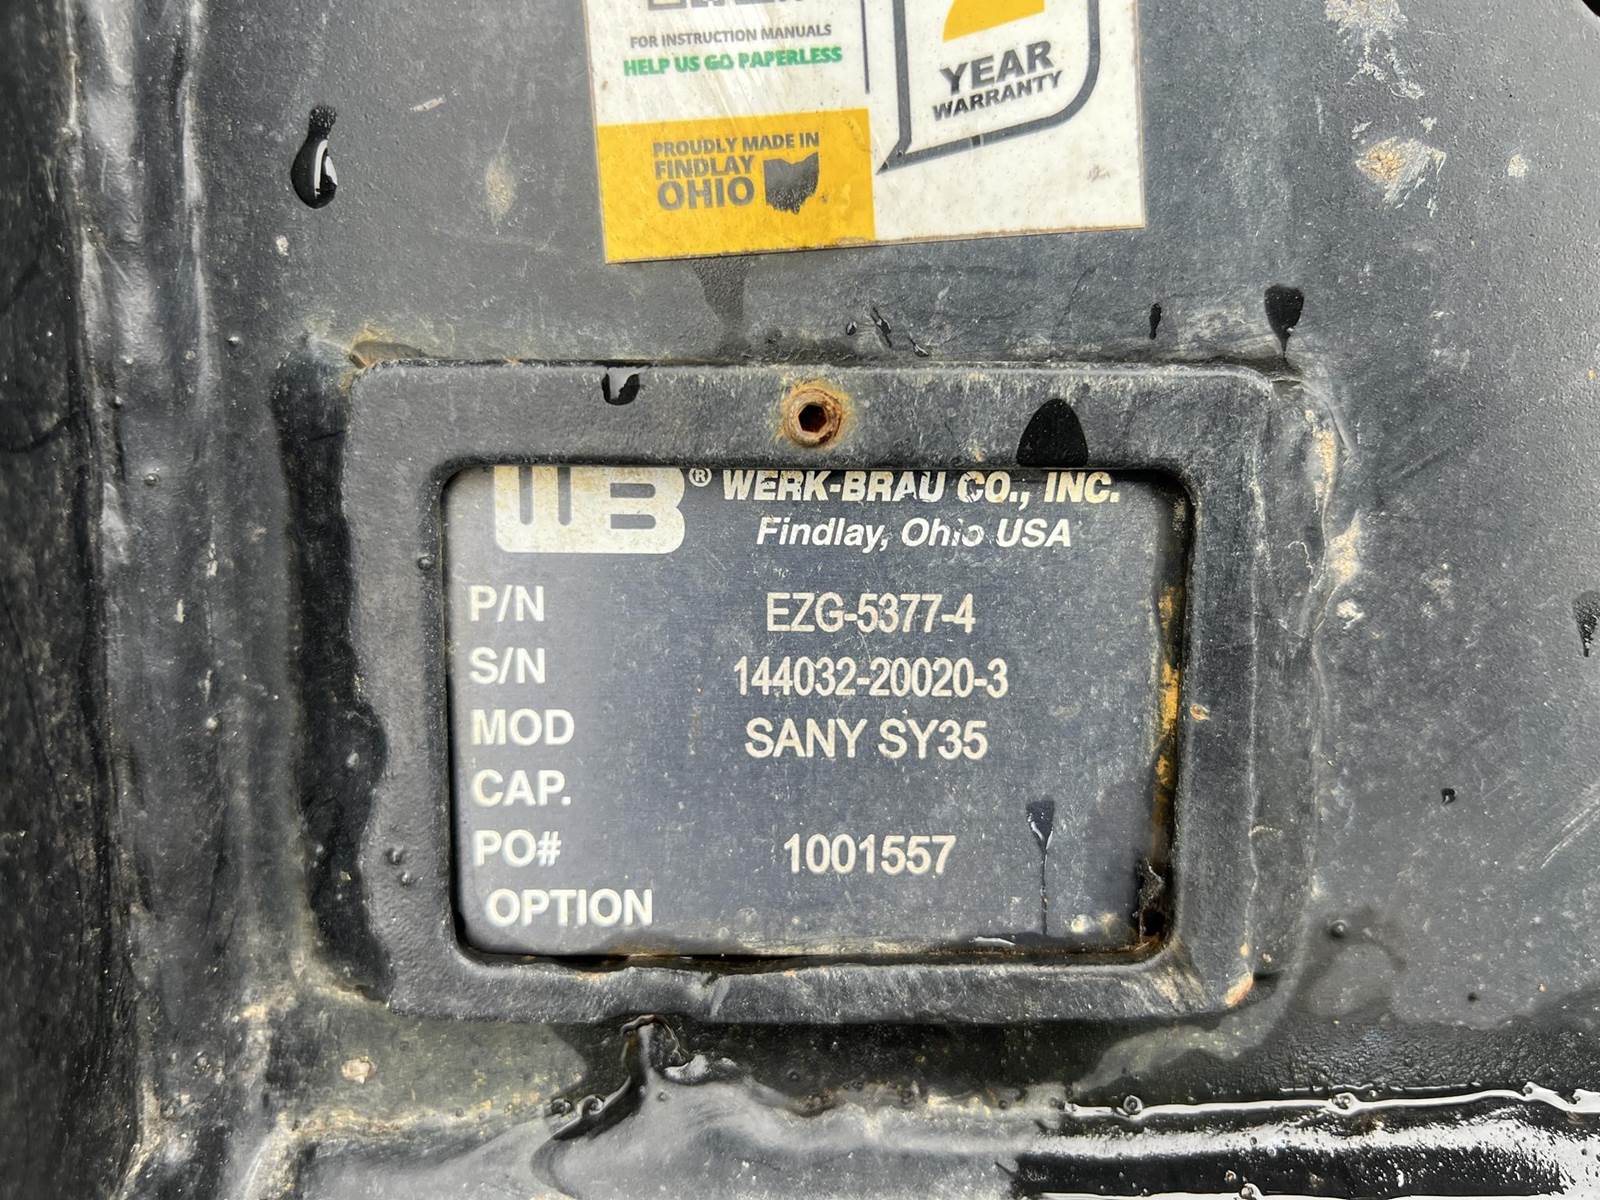 FOR INSTRUCTION MANUALS
HELP US GO PAPERLESS
YEAR
WARRANTY
PROUDLY MADE IN
FINDLAY
OHIO
WB® WERK-BRAU CO., INC.
Findlay, Ohio USA
P/N EZG-5377-4
S/N 144032-20020-3
MOD SANY SY35
CAP.
PO# 1001557
OPTION